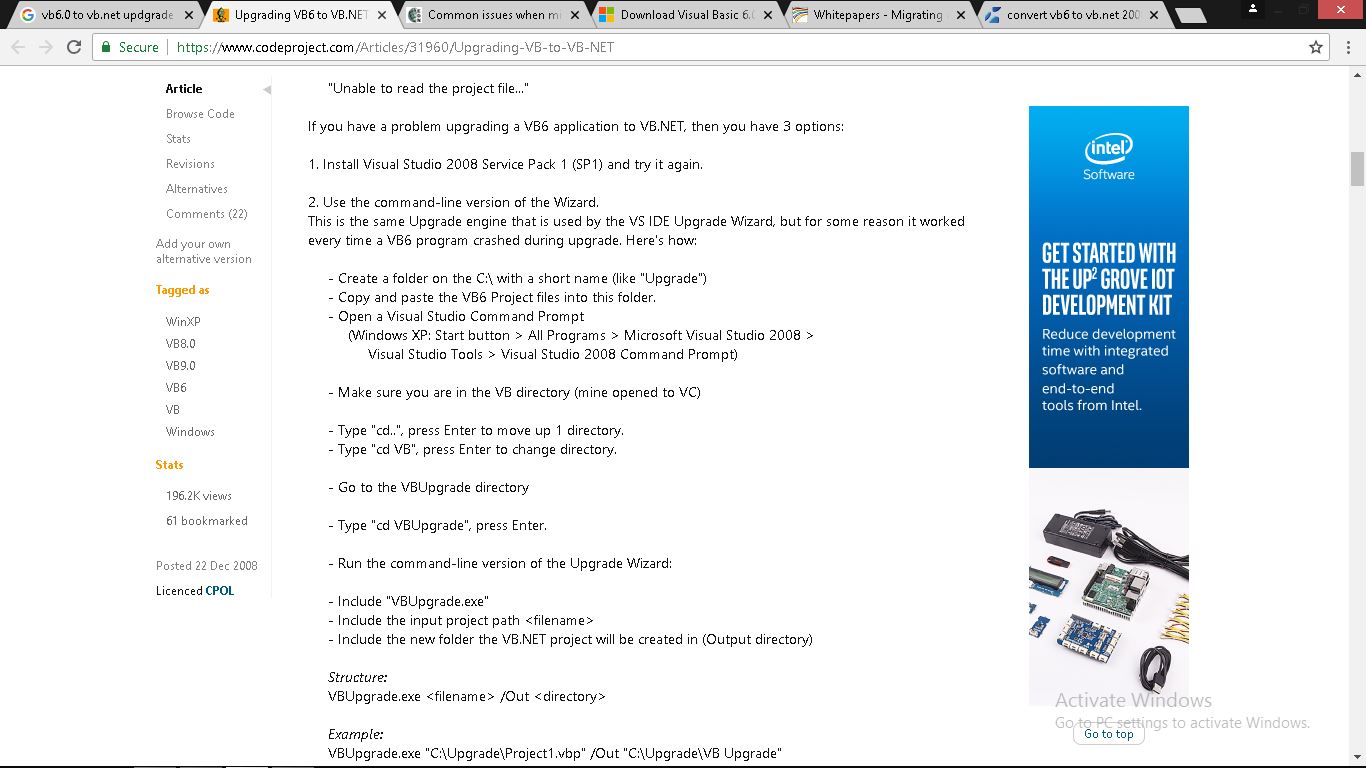 vb6.0 to vb.net updgrade
Upgrading VB6 to VB.NET
Common issues when mi
Download Visual Basic 6.0
Whitepapers - Migrating
convert vb6 to vb.net 200
Secure
https://www.codeproject.com/Articles/31960/Upgrading-VB-to-VB-NET
Article
Browse Code
Stats
Revisions
Alternatives
Comments (22)
Add your own
alternative version
Tagged as
WinXP
VB8.0
VB9.0
VB6
VB
Windows
Stats
196.2K views
61 bookmarked
Posted 22 Dec 2008
Licenced CPOL
"Unable to read the project file..."
If you have a problem upgrading a VB6 application to VB.NET, then you have 3 options:
1. Install Visual Studio 2008 Service Pack 1 (SP1) and try it again.
2. Use the command-line version of the Wizard.
This is the same Upgrade engine that is used by the VS IDE Upgrade Wizard, but for some reason it worked
every time a VB6 program crashed during upgrade. Here's how:
- Create a folder on the C:\ with a short name (like "Upgrade")
- Copy and paste the VB6 Project files into this folder.
- Open a Visual Studio Command Prompt
(Windows XP: Start button > All Programs > Microsoft Visual Studio 2008 >
Visual Studio Tools > Visual Studio 2008 Command Prompt)
- Make sure you are in the VB directory (mine opened to VC)
- Type "cd..", press Enter to move up 1 directory.
- Type "cd VB", press Enter to change directory.
- Go to the VBUpgrade directory
- Type "cd VBUpgrade", press Enter.
- Run the command-line version of the Upgrade Wizard:
- Include "VBUpgrade.exe"
- Include the input project path <filename>
- Include the new folder the VB.NET project will be created in (Output directory)
Structure:
VBUpgrade.exe <filename> /Out <directory>
Example:
VBUpgrade.exe "C:\Upgrade\Project1.vbp" /Out "C:\Upgrade\VB Upgrade"
intel
Software
GET STARTED WITH
THE UP² GROVE IOT
DEVELOPMENT KIT
Reduce development
time with integrated
software and
end-to-end
tools from Intel.
Activate Windows
Go to PC settings to activate Windows.
Go to top